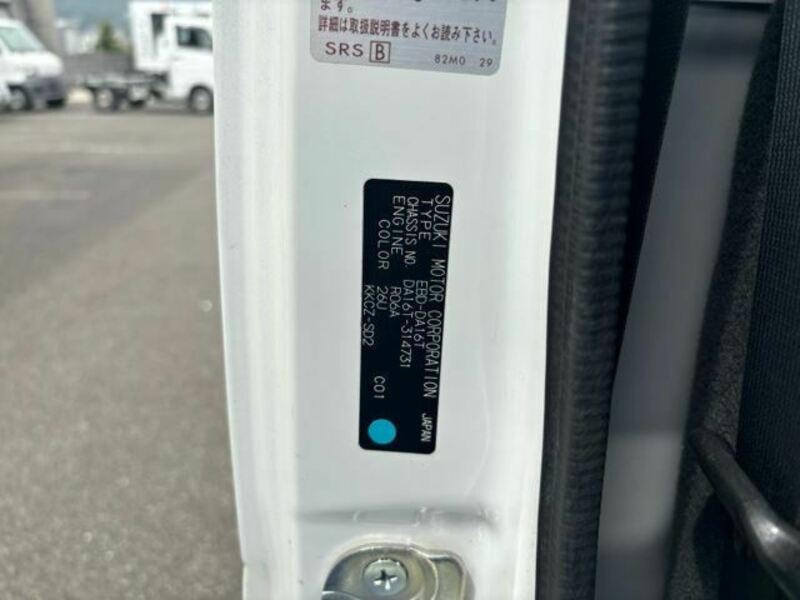 ます。
詳細は取扱説明書をよくお読み下さい。
SRS B 82M0 29
SUZUKI MOTOR CORPORATION JAPAN
TYPE EBD-DA16T
CHASSIS NO. DA16T-314731
ENGINE R06A
COLOR 26U C01
KKCZ-SD2